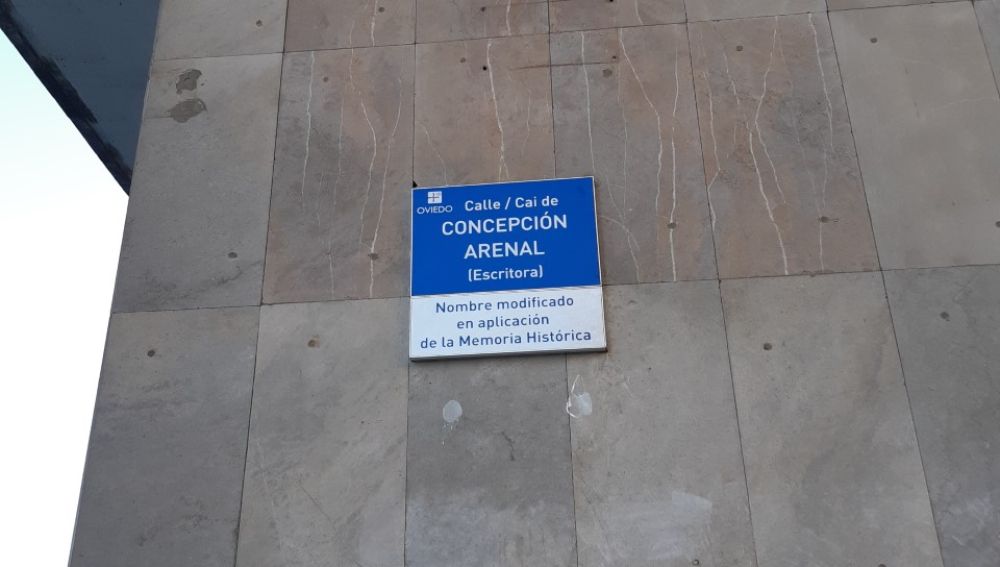 OVIEDO
Calle / Cai de
CONCEPCIÓN
ARENAL
(Escritora)
Nombre modificado
en aplicación
de la Memoria Histórica